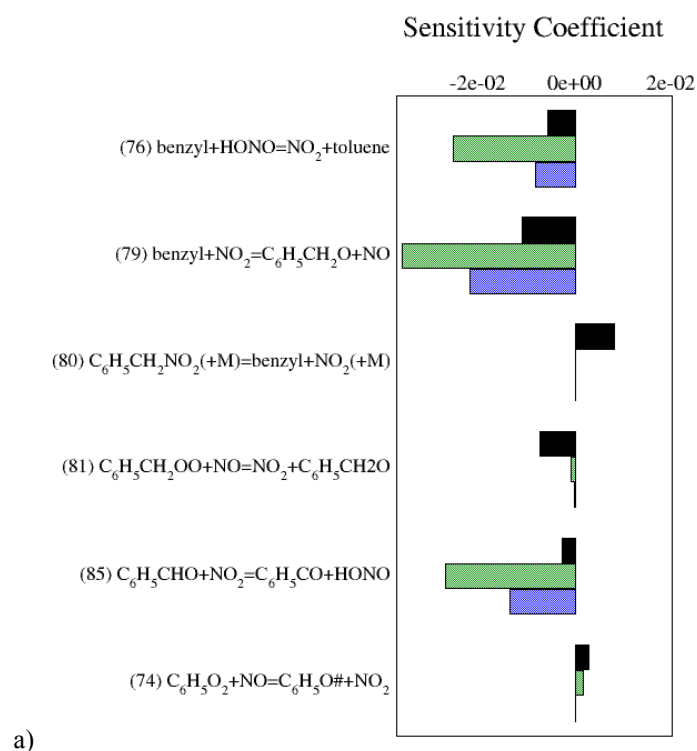 Sensitivity Coefficient
-2e-02 0e+00 2e-02
(76) benzyl+HONO=NO₂+toluene
(79) benzyl+NO₂=C₆H₅CH₂O+NO
(80) C₆H₅CH₂NO₂(+M)=benzyl+NO₂(+M)
(81) C₆H₅CH₂OO+NO=NO₂+C₆H₅CH2O
(85) C₆H₅CHO+NO₂=C₆H₅CO+HONO
(74) C₆H₅O₂+NO=C₆H₅O#+NO₂
a)